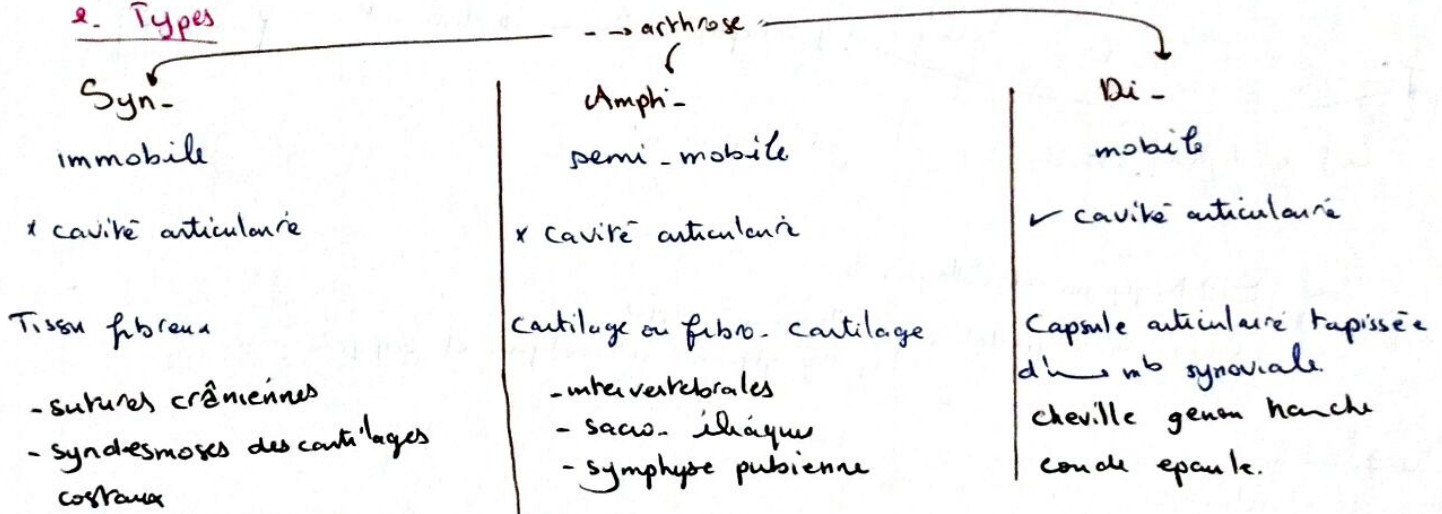 2. Types
--→ arthrose
Syn-
immobile
x cavité articulaire
Tissu fibreux
- sutures crâniennes
- syndesmoses des cartilages
costaux
Amphi-
semi-mobile
x cavité articulaire
Cartilage ou fibro-cartilage
- intervertébrales
- sacro-iliaques
- symphyse pubienne
Di-
mobile
✓ cavité articulaire
Capsule articulaire tapissée
d'une mb synoviale.
cheville genou hanche
coude epaule.